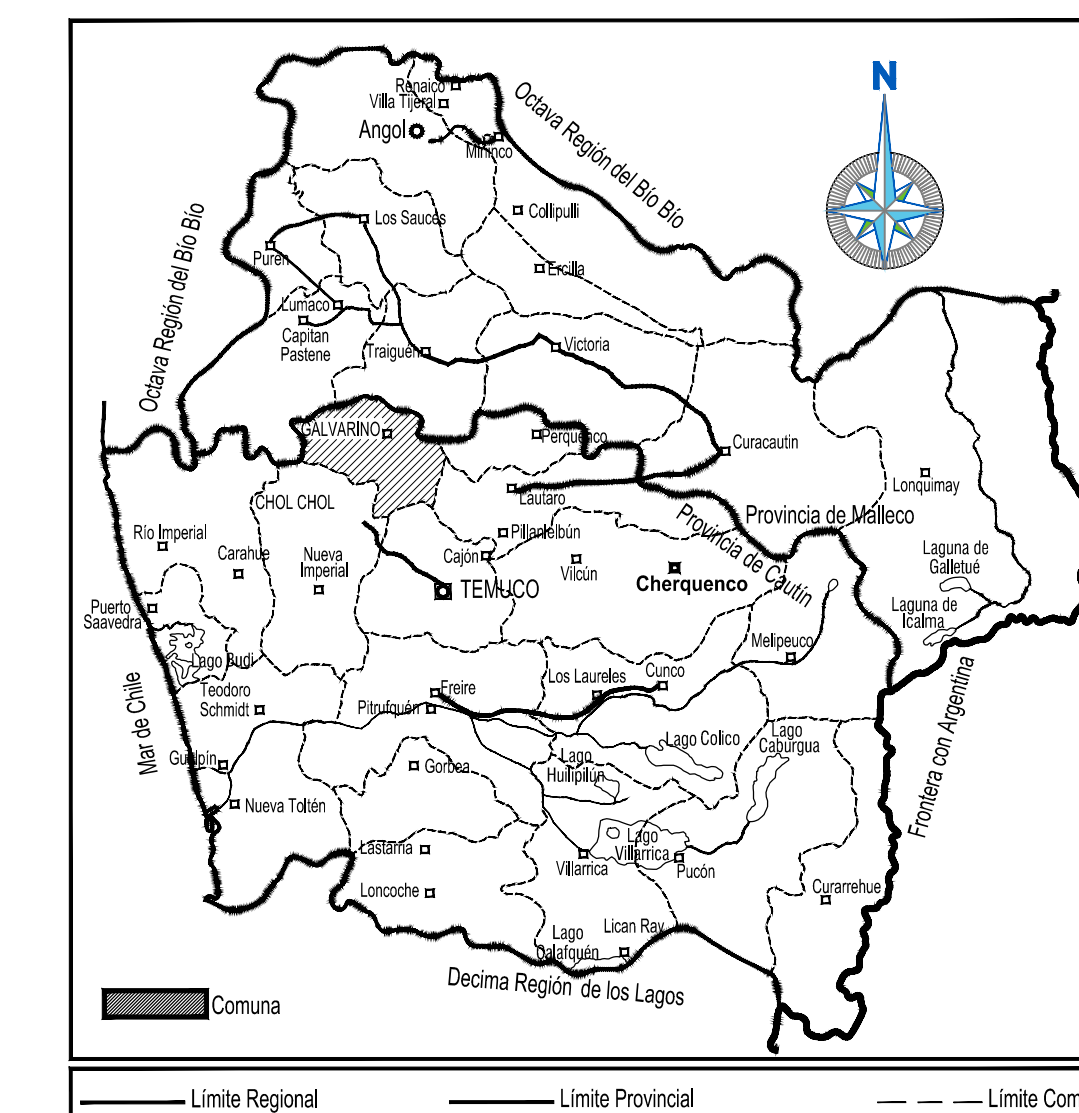 N
Renaico
Villa Tijeral
Angol
Mininco
Octava Región del Bío Bío
Collipulli
Los Sauces
Octava Región del Bío Bío
Purén
Ercilla
Lumaco
Capitan
Pastene
Traiguén
Victoria
GALVARINO
Perquenco
Curacautin
Lonquimay
Lautaro
CHOL CHOL
Provincia de Malleco
Provincia de Cautín
Río Imperial
Pillanlelbún
Carahue
Nueva
Imperial
Cajón
Vilcún
Cherquenco
TEMUCO
Laguna de
Galletué
Laguna de
Icalma
Puerto
Saavedra
Melipeuco
Lago Budi
Teodoro
Schmidt
Freire
Pitrufquén
Los Laureles
Cunco
Mar de Chile
Lago Colico
Lago
Caburgua
Frontera con Argentina
Gualpín
Gorbea
Lago
Huilipilún
Nueva Toltén
Lastarria
Lago
Villarrica
Villarrica
Pucón
Loncoche
Curarrehue
Lican Ray
Lago
Calafquén
Decima Región de los Lagos
Comuna
Límite Regional
Límite Provincial
Límite Com